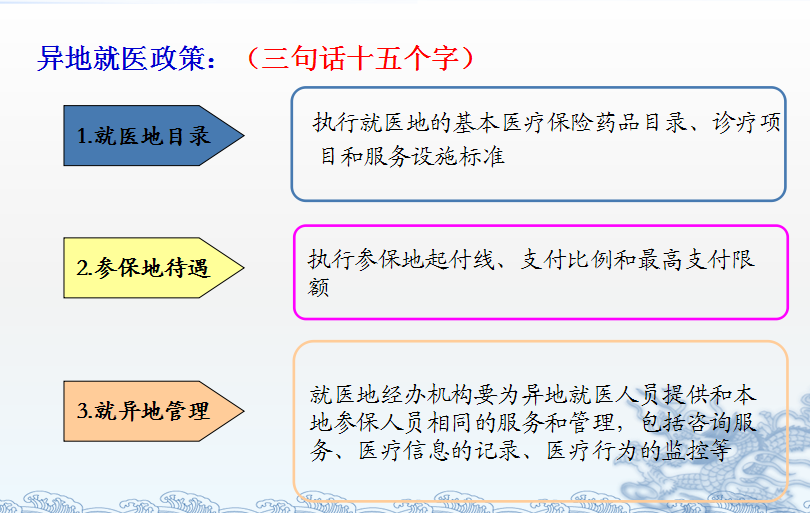 异地就医政策：（三句话十五个字）
1.就医地目录
执行就医地的基本医疗保险药品目录、诊疗项
目和服务设施标准
2.参保地待遇
执行参保地起付线、支付比例和最高支付限
额
3.就异地管理
就医地经办机构要为异地就医人员提供和本
地参保人员相同的服务和管理，包括咨询服
务、医疗信息的记录、医疗行为的监控等